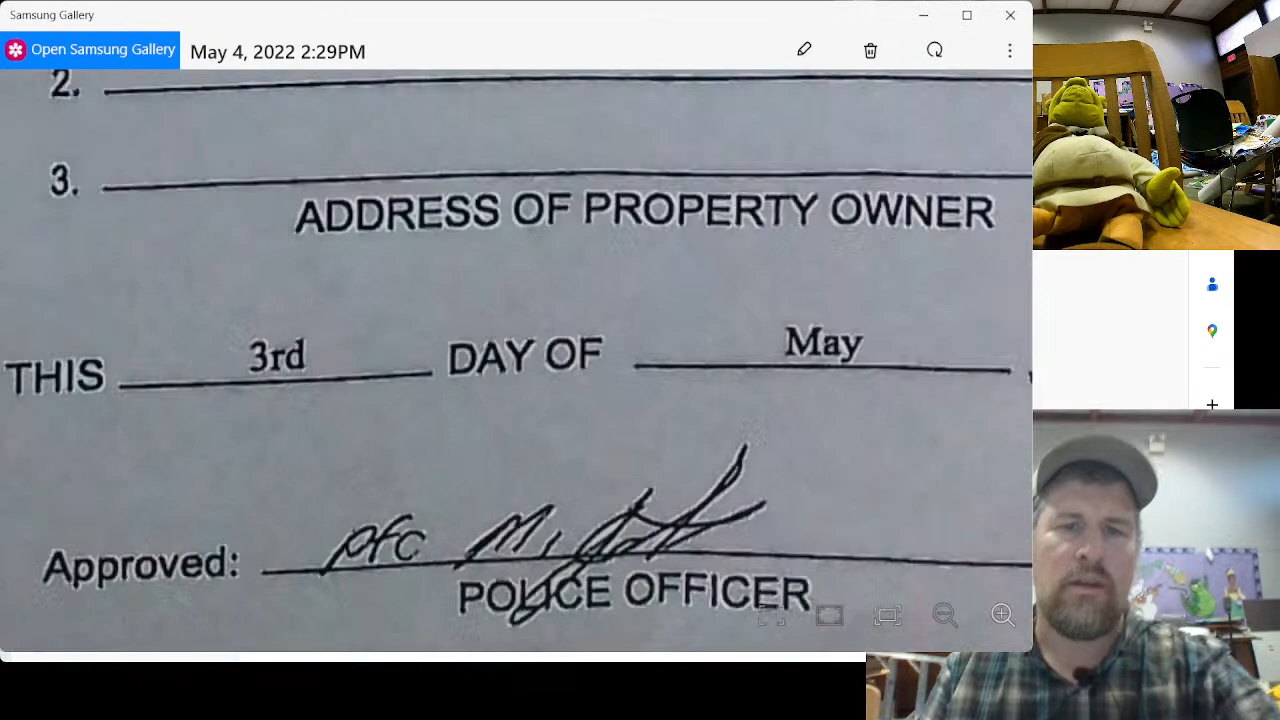 Samsung Gallery
Open Samsung Gallery May 4, 2022 2:29PM
2.
3.
ADDRESS OF PROPERTY OWNER
THIS 3rd DAY OF May
Approved: pfc M.
POLICE OFFICER